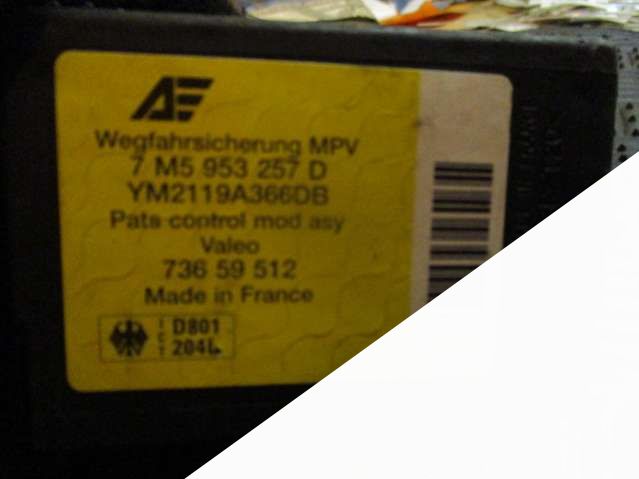 AE
Wegfahrsicherung MPV
7 M5 953 257 D
YM2119A366DB
Pats control mod asy
Valeo
736 59 512
Made in France
D801
204L